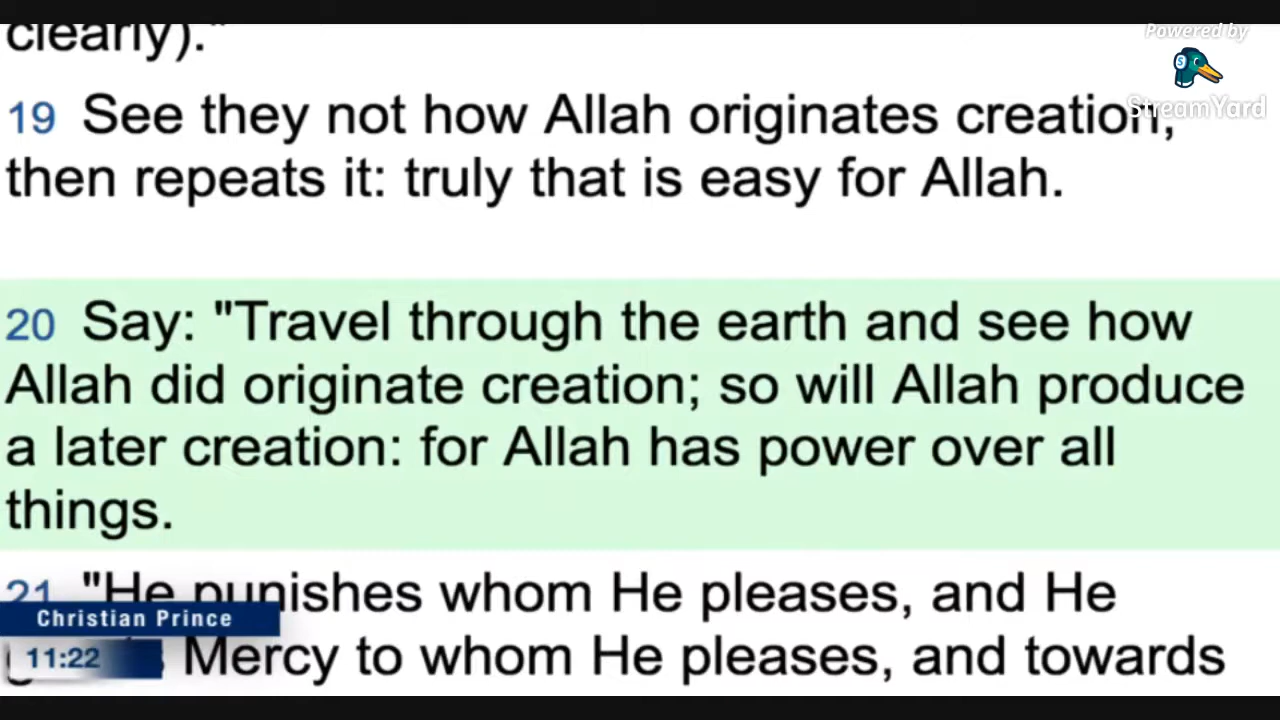 clearly)."
Powered by
StreamYard
19 See they not how Allah originates creation,
then repeats it: truly that is easy for Allah.
20 Say: "Travel through the earth and see how
Allah did originate creation; so will Allah produce
a later creation: for Allah has power over all
things.
21 "He punishes whom He pleases, and He
Christian Prince
11:22
Mercy to whom He pleases, and towards